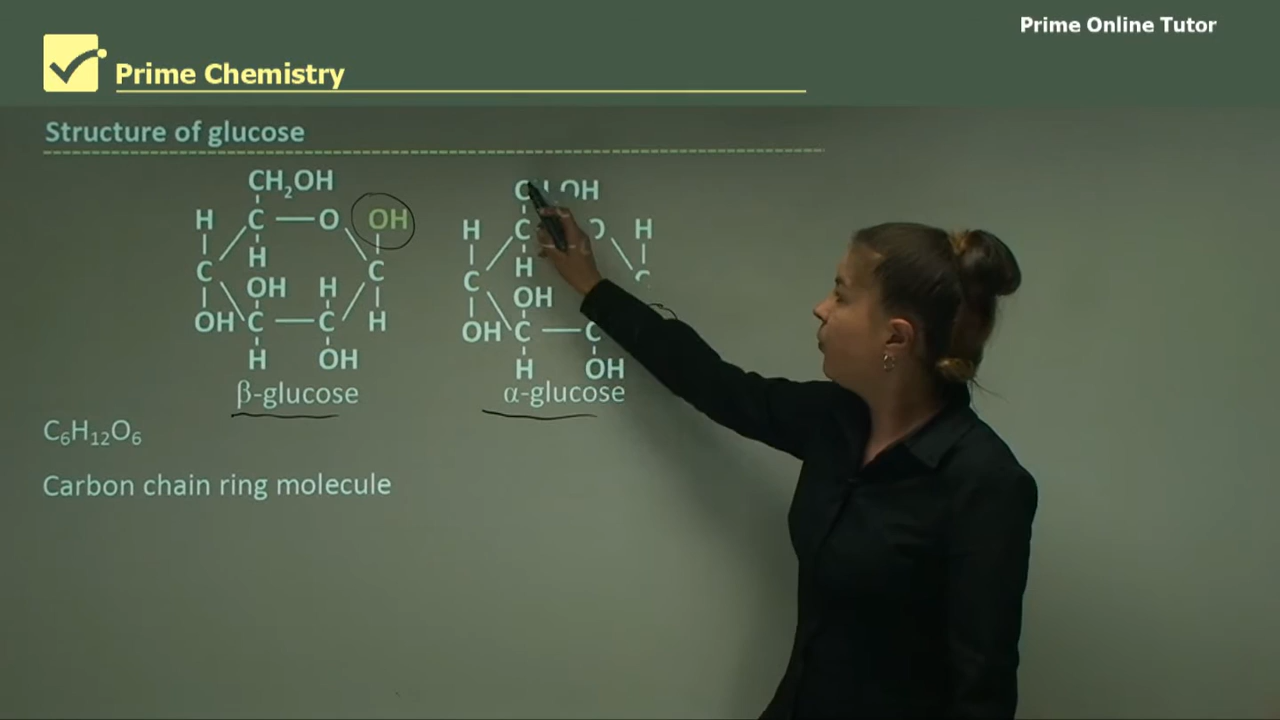 Prime Online Tutor
Prime Chemistry
Structure of glucose
CH₂OH
H C O OH
H
C C
OH H
OH C C H
H OH
β-glucose
OH
H C H
H
C
OH
OH C C
H OH
α-glucose
C₆H₁₂O₆
Carbon chain ring molecule